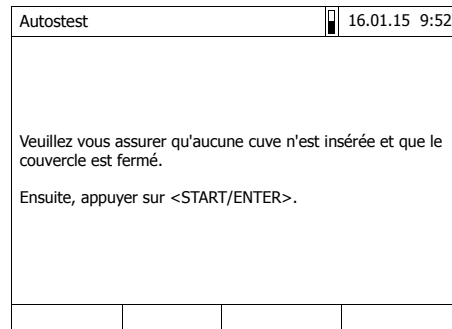 Autostest
16.01.15 9:52
Veuillez vous assurer qu'aucune cuve n'est insérée et que le
couvercle est fermé.
Ensuite, appuyer sur <START/ENTER>.